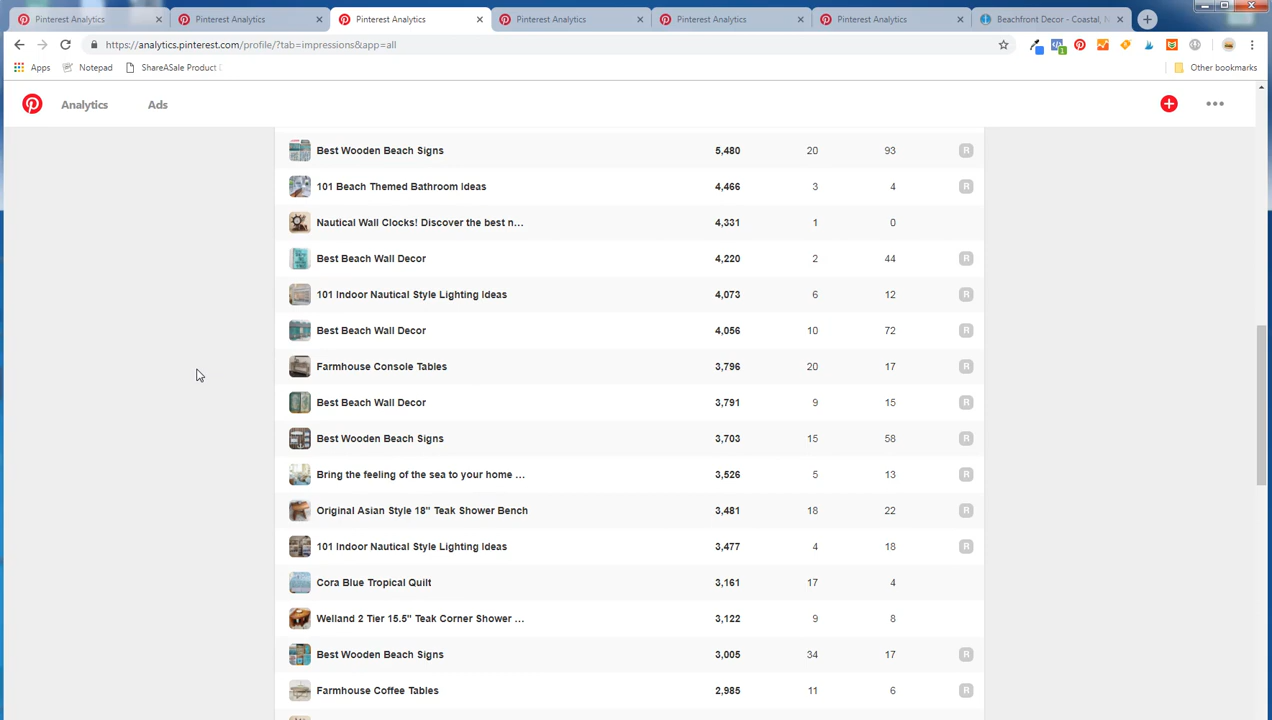 Pinterest Analytics
Pinterest Analytics
Pinterest Analytics
Pinterest Analytics
Pinterest Analytics
Pinterest Analytics
Beachfront Decor - Coastal, N
https://analytics.pinterest.com/profile/?tab=impressions&app=all
1
Apps
Notepad
ShareASale Product
Other bookmarks
Analytics
Ads
Best Wooden Beach Signs 5,480 20 93 R
101 Beach Themed Bathroom Ideas 4,466 3 4 R
Nautical Wall Clocks! Discover the best n... 4,331 1 0
Best Beach Wall Decor 4,220 2 44 R
101 Indoor Nautical Style Lighting Ideas 4,073 6 12 R
Best Beach Wall Decor 4,056 10 72 R
Farmhouse Console Tables 3,796 20 17 R
Best Beach Wall Decor 3,791 9 15 R
Best Wooden Beach Signs 3,703 15 58 R
Bring the feeling of the sea to your home ... 3,526 5 13 R
Original Asian Style 18" Teak Shower Bench 3,481 18 22 R
101 Indoor Nautical Style Lighting Ideas 3,477 4 18 R
Cora Blue Tropical Quilt 3,161 17 4
Welland 2 Tier 15.5" Teak Corner Shower ... 3,122 9 8
Best Wooden Beach Signs 3,005 34 17 R
Farmhouse Coffee Tables 2,985 11 6 R